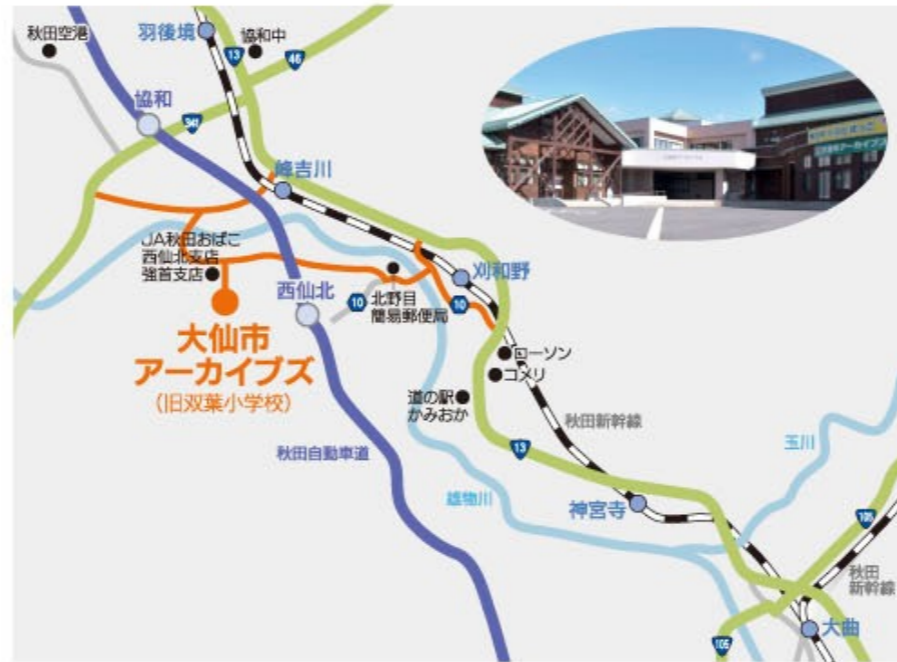 秋田空港
羽後境
協和中
13
46
協和
341
峰吉川
JA秋田おばこ
西仙北支店
強首支店
西仙北
刈和野
10
北野目
簡易郵便局
10
大仙市
アーカイブズ
(旧双葉小学校)
ローソン
コメリ
道の駅
かみおか
秋田新幹線
玉川
秋田自動車道
13
雄物川
神宮寺
105
秋田
新幹線
大曲
105